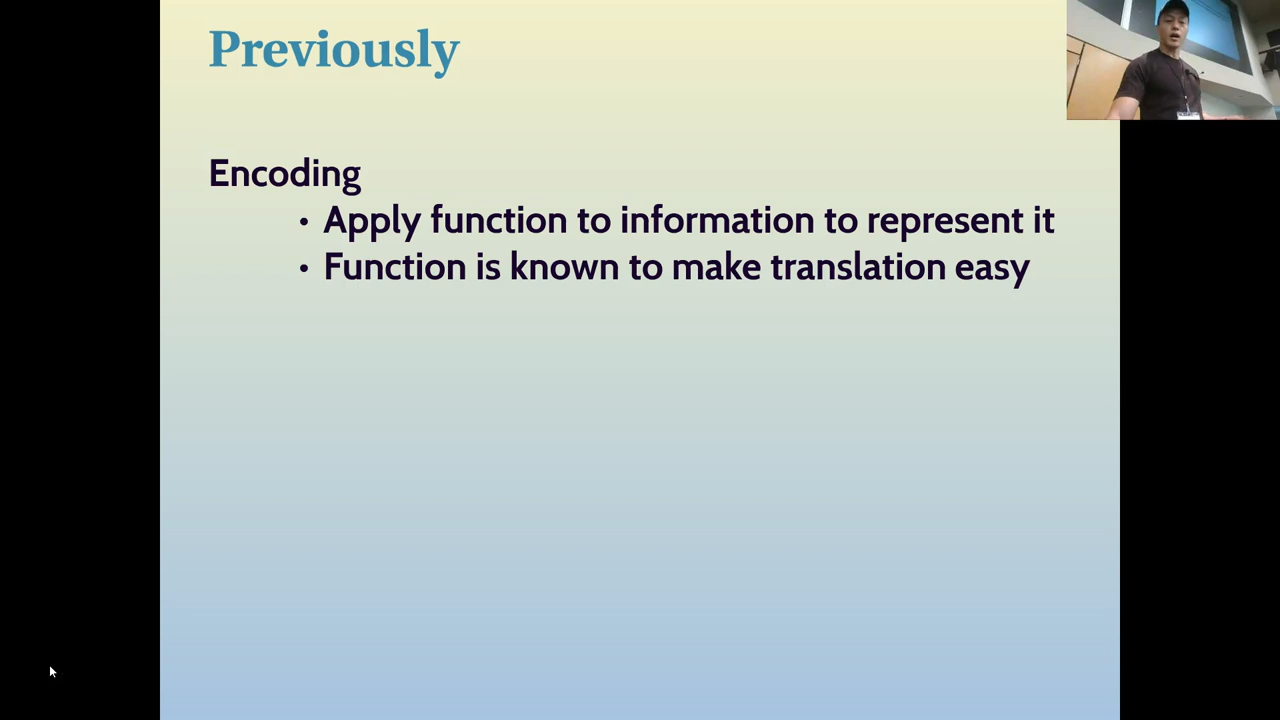 Previously
Encoding
• Apply function to information to represent it
• Function is known to make translation easy